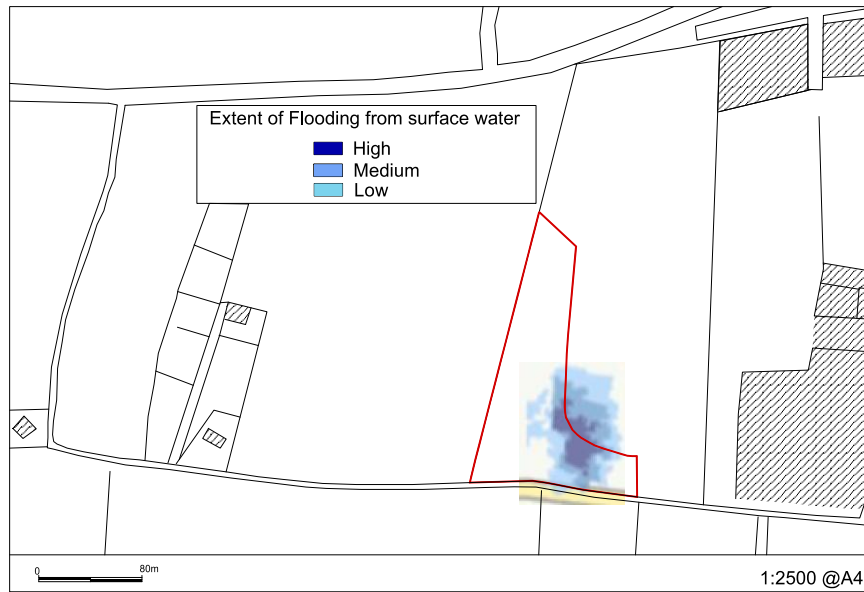 Extent of Flooding from surface water
High
Medium
Low
0 80m
1:2500 @A4